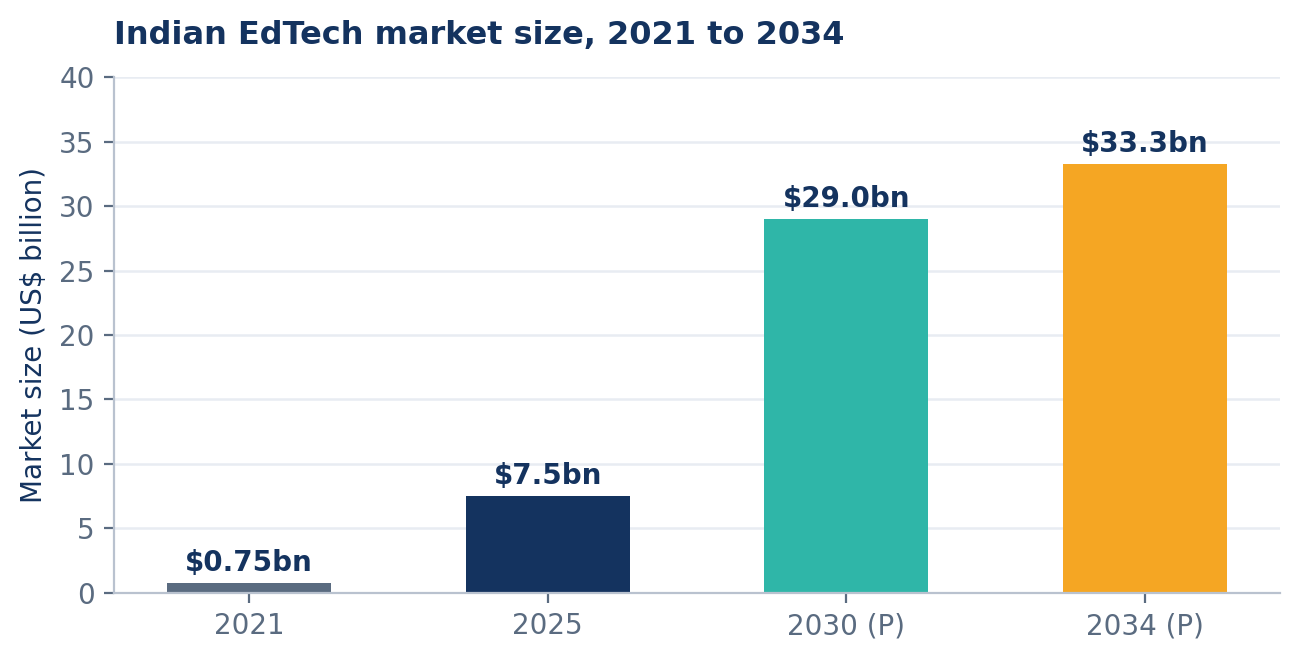 Indian EdTech market size, 2021 to 2034
Market size (US$ billion)
40
35
30
25
20
15
10
5
0
$0.75bn
$7.5bn
$29.0bn
$33.3bn
2021
2025
2030 (P)
2034 (P)